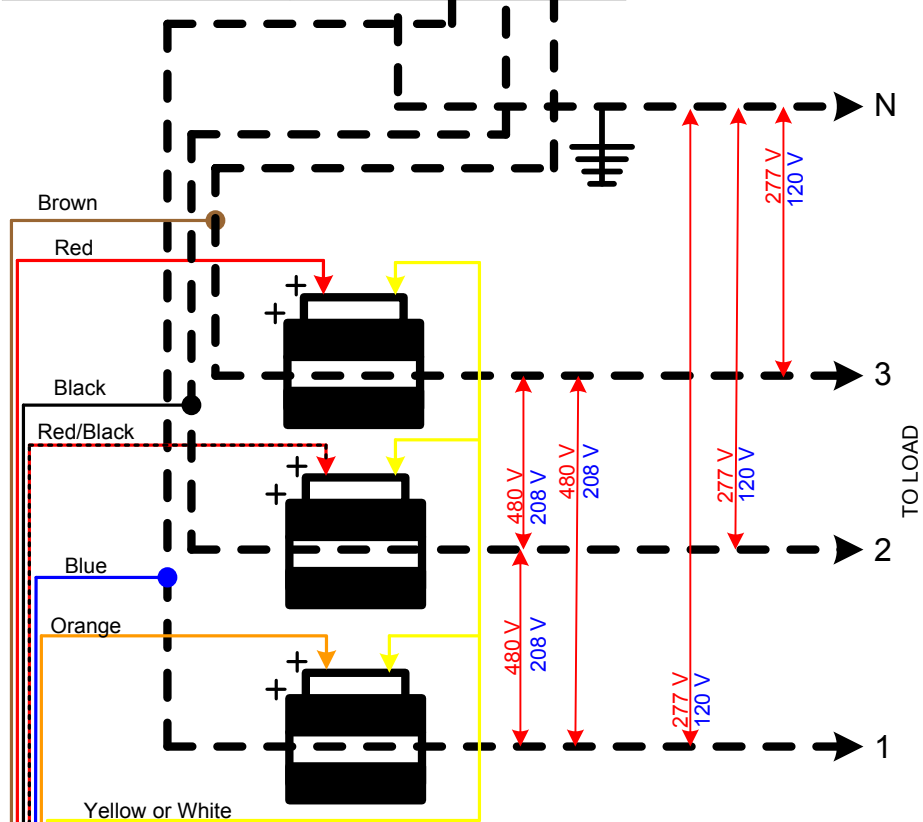 N
277 V
120 V
Brown
Red
+
+
3
Black
Red/Black
+
+
480 V
208 V
480 V
208 V
277 V
120 V
TO LOAD
2
Blue
Orange
+
+
480 V
208 V
277 V
120 V
1
Yellow or White